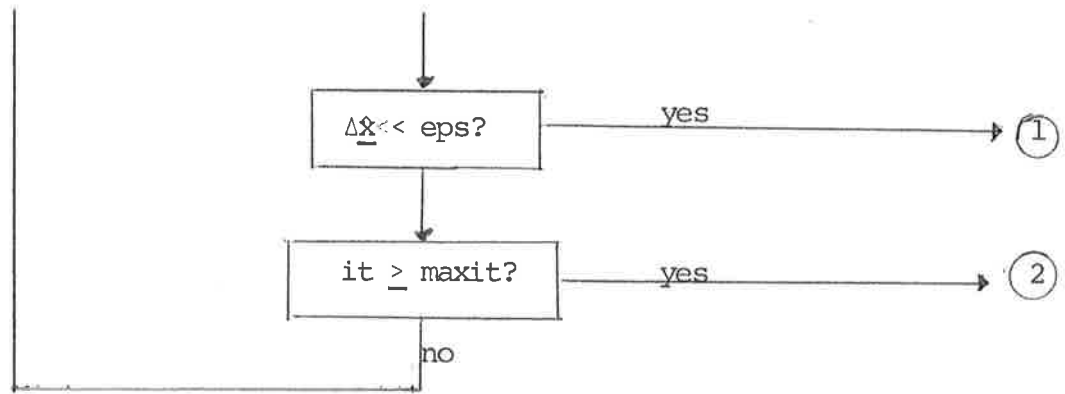 Δx̂<< eps?
yes
1
it ≥ maxit?
yes
2
no